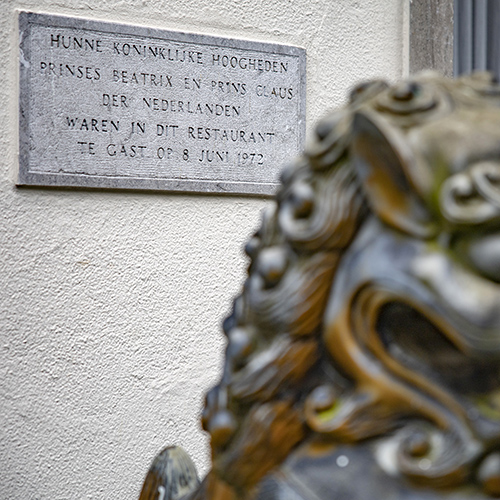 HUNNE KONINKLIJKE HOOGHEDEN
PRINSES BEATRIX EN PRINS CLAUS
DER NEDERLANDEN
WAREN IN DIT RESTAURANT
TE GAST OP 8 JUNI 1972